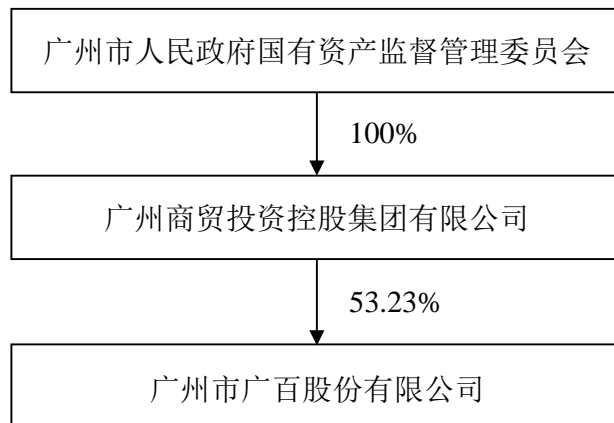 广州市人民政府国有资产监督管理委员会
100%
广州商贸投资控股集团有限公司
53.23%
广州市广百股份有限公司